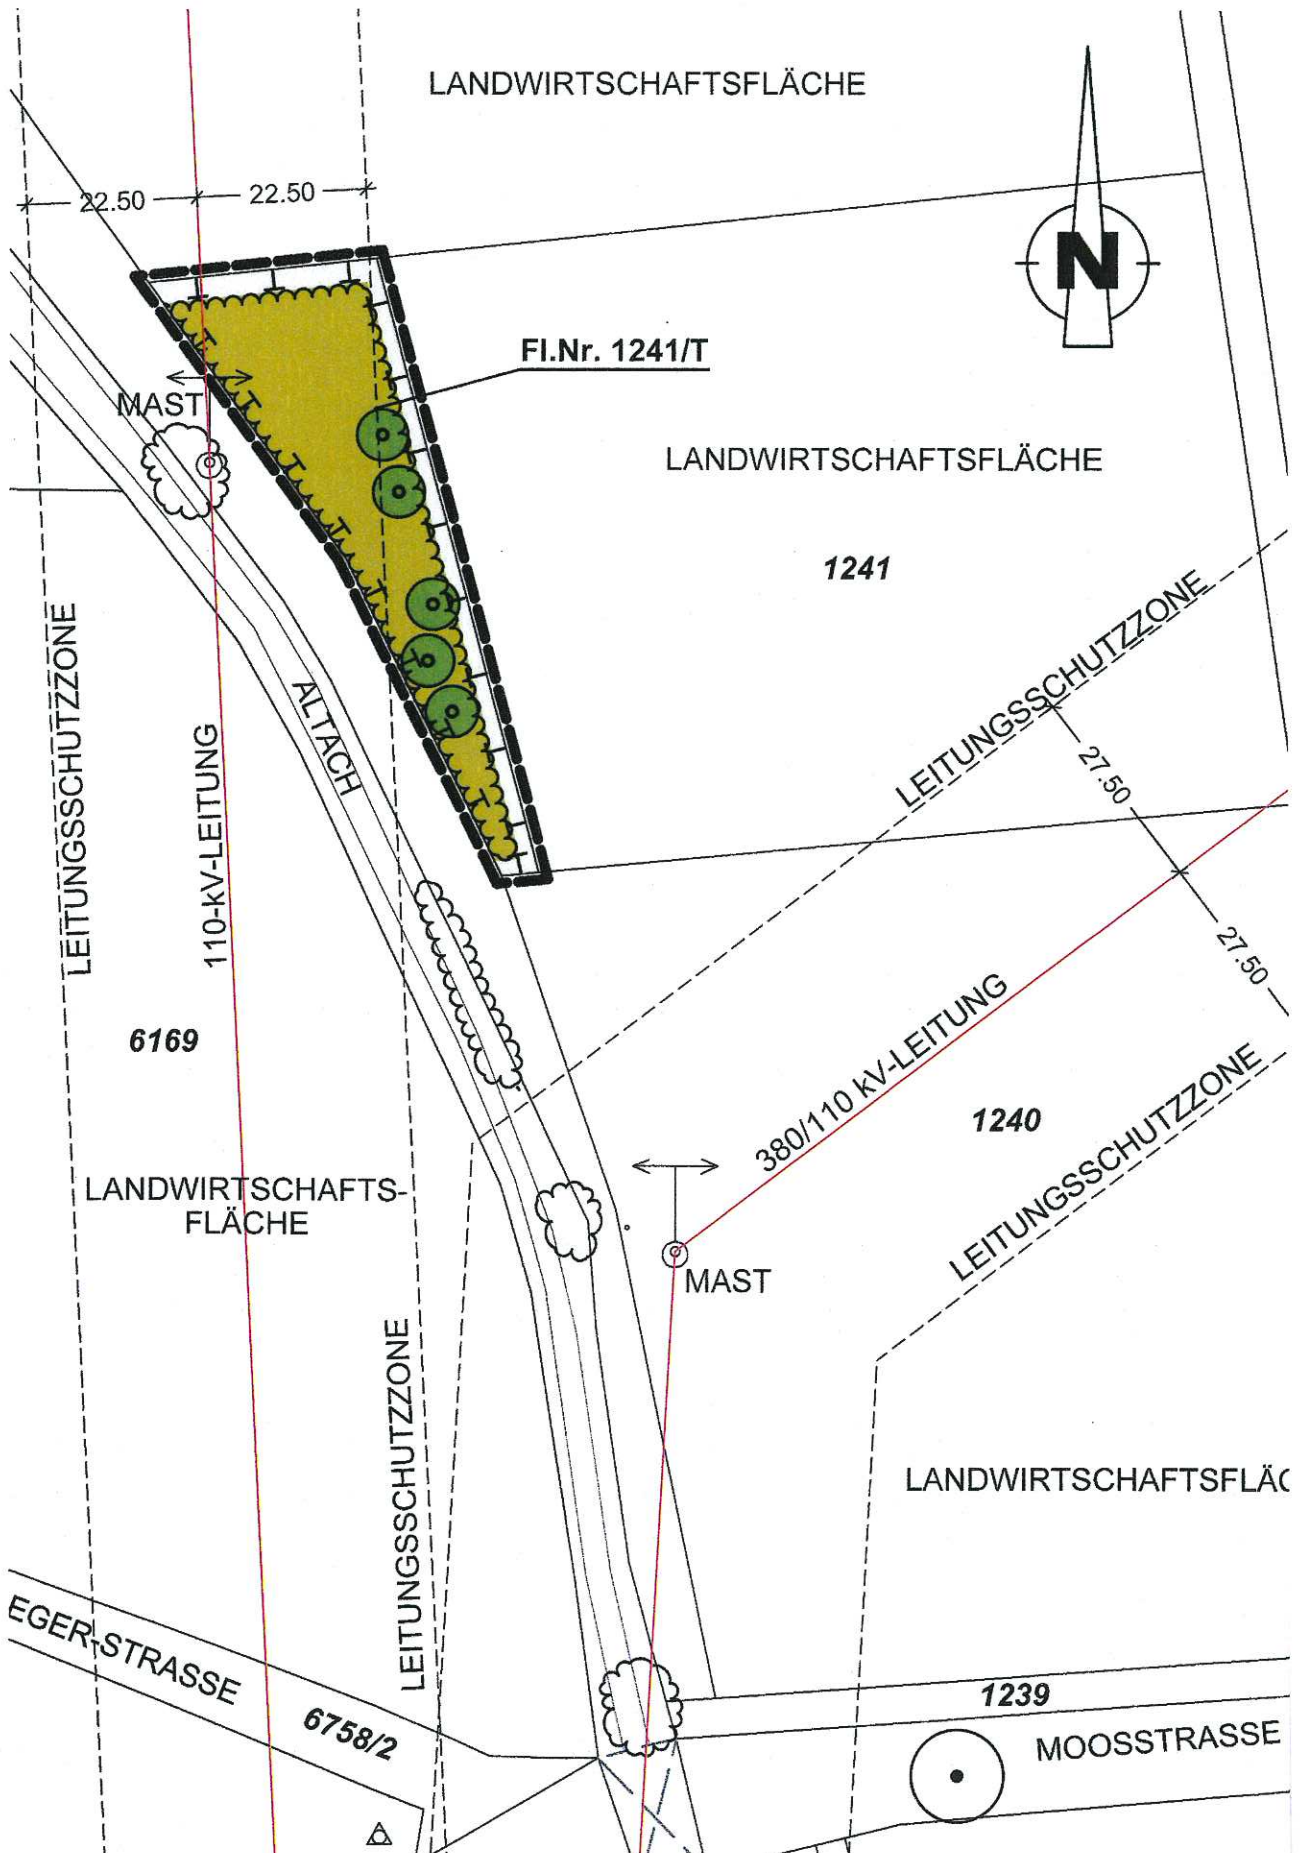 LANDWIRTSCHAFTSFLÄCHE
22.50
22.50
N
Fl.Nr. 1241/T
MAST
LANDWIRTSCHAFTSFLÄCHE
1241
LEITUNGSSCHUTZZONE
LEITUNGSSCHUTZZONE
ALTACH
110-kV-LEITUNG
27.50
27.50
6169
380/110 kV-LEITUNG
1240
LEITUNGSSCHUTZZONE
LANDWIRTSCHAFTS-
FLÄCHE
MAST
LEITUNGSSCHUTZZONE
LANDWIRTSCHAFTSFLÄC
EGER-STRASSE
6758/2
1239
MOOSSTRASSE